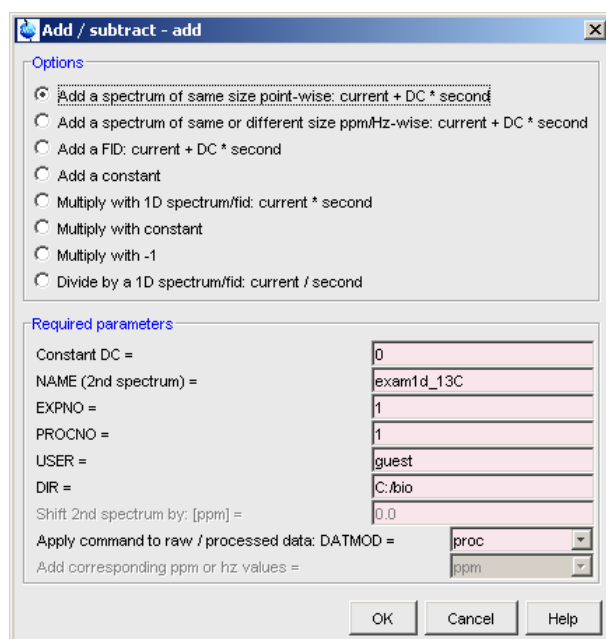 Add / subtract - add
Options
Add a spectrum of same size point-wise: current + DC * second
Add a spectrum of same or different size ppm/Hz-wise: current + DC * second
Add a FID: current + DC * second
Add a constant
Multiply with 1D spectrum/fid: current * second
Multiply with constant
Multiply with -1
Divide by a 1D spectrum/fid: current / second
Required parameters
Constant DC = 0
NAME (2nd spectrum) = exam1d_13C
EXPNO = 1
PROCNO = 1
USER = guest
DIR = C:/bio
Shift 2nd spectrum by: [ppm] = 0.0
Apply command to raw / processed data: DATMOD = proc
Add corresponding ppm or hz values = ppm
OK Cancel Help